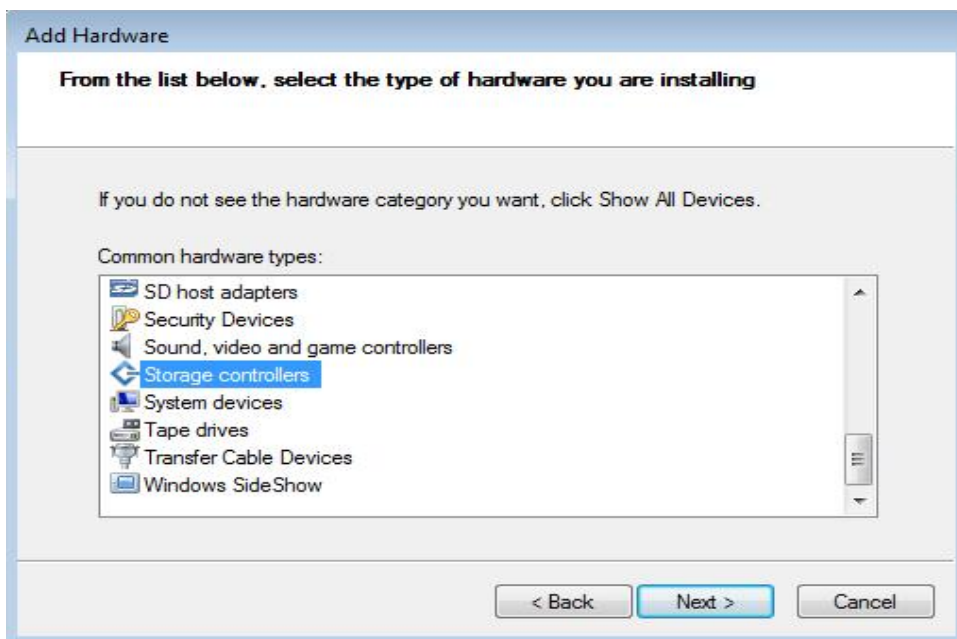 Add Hardware
From the list below, select the type of hardware you are installing
If you do not see the hardware category you want, click Show All Devices.
Common hardware types:
SD host adapters
Security Devices
Sound, video and game controllers
Storage controllers
System devices
Tape drives
Transfer Cable Devices
Windows SideShow
< Back Next > Cancel